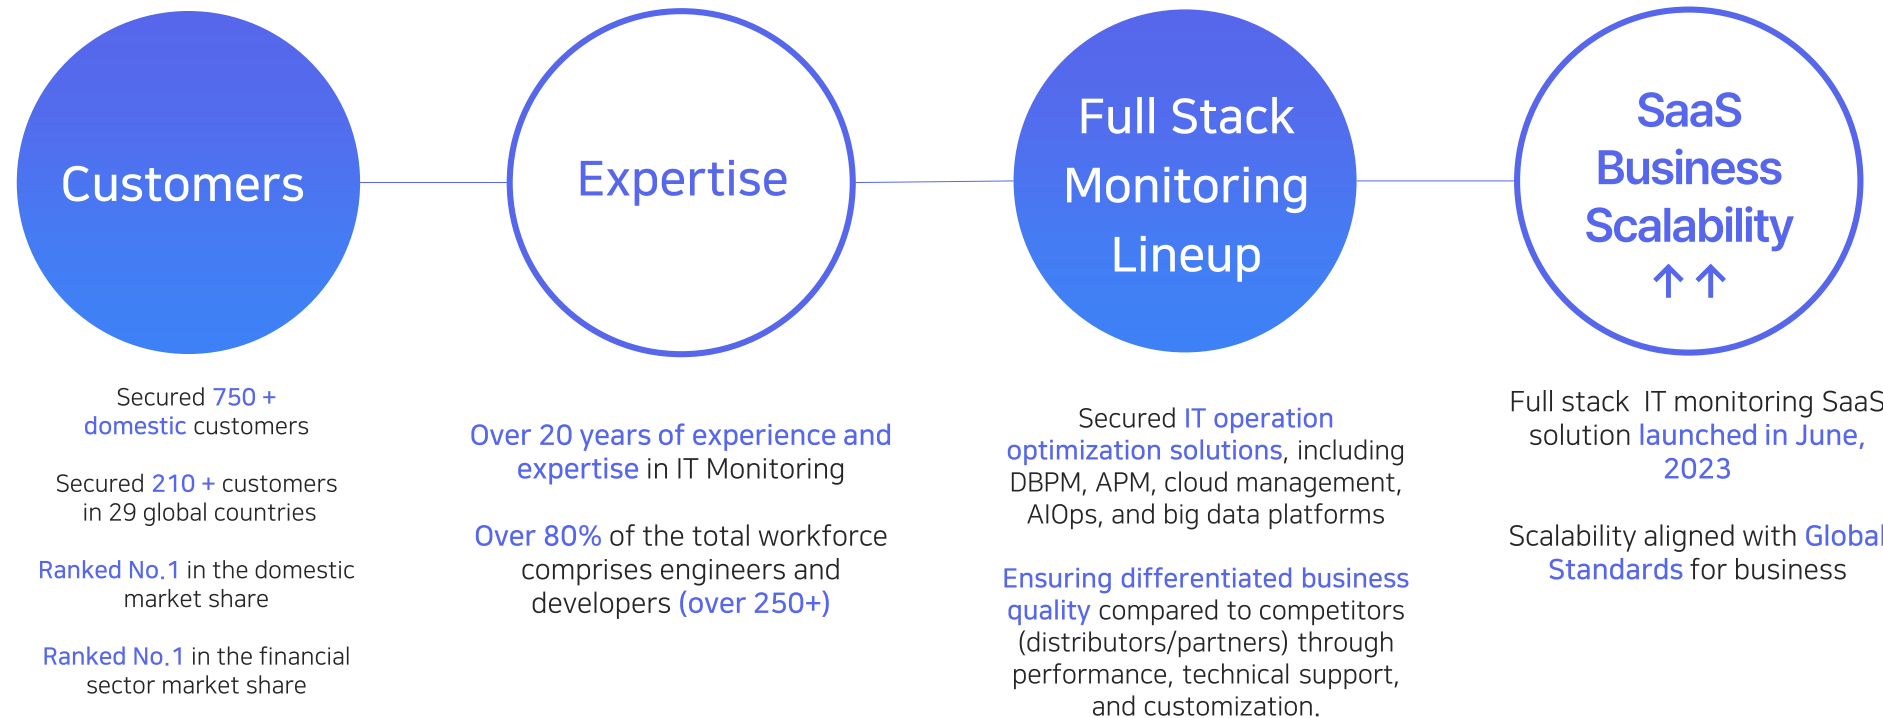 Customers
Secured 750 +
domestic customers
Secured 210 + customers
in 29 global countries
Ranked No.1 in the domestic
market share
Ranked No.1 in the financial
sector market share
Expertise
Over 20 years of experience and
expertise in IT Monitoring
Over 80% of the total workforce
comprises engineers and
developers (over 250+)
Full Stack
Monitoring
Lineup
Secured IT operation
optimization solutions, including
DBPM, APM, cloud management,
AIOps, and big data platforms
Ensuring differentiated business
quality compared to competitors
(distributors/partners) through
performance, technical support,
and customization.
SaaS
Business
Scalability
↑↑
Full stack IT monitoring SaaS
solution launched in June,
2023
Scalability aligned with Global
Standards for business